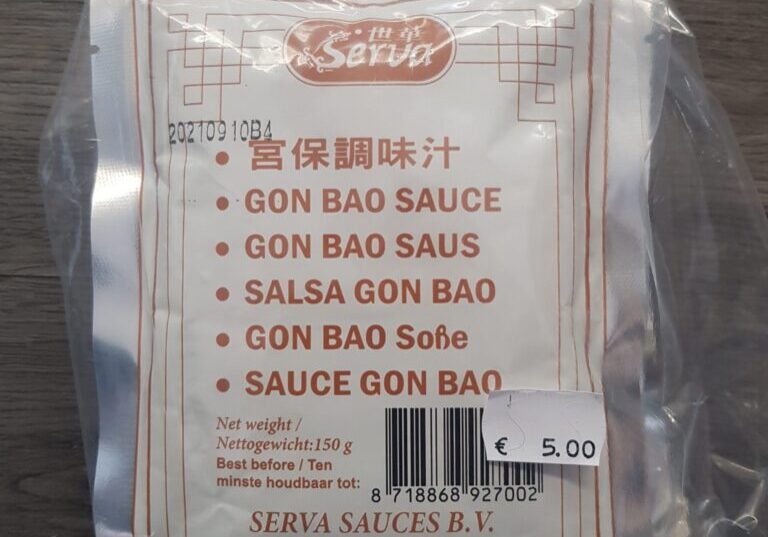 世華
Serva
20210910B4
• 宮保調味汁
• GON BAO SAUCE
• GON BAO SAUS
• SALSA GON BAO
• GON BAO Soße
• SAUCE GON BAO
Net weight /
Nettogewicht:150 g
Best before / Ten
minste houdbaar tot:
€ 5.00
8 718868 927002
SERVA SAUCES B.V.